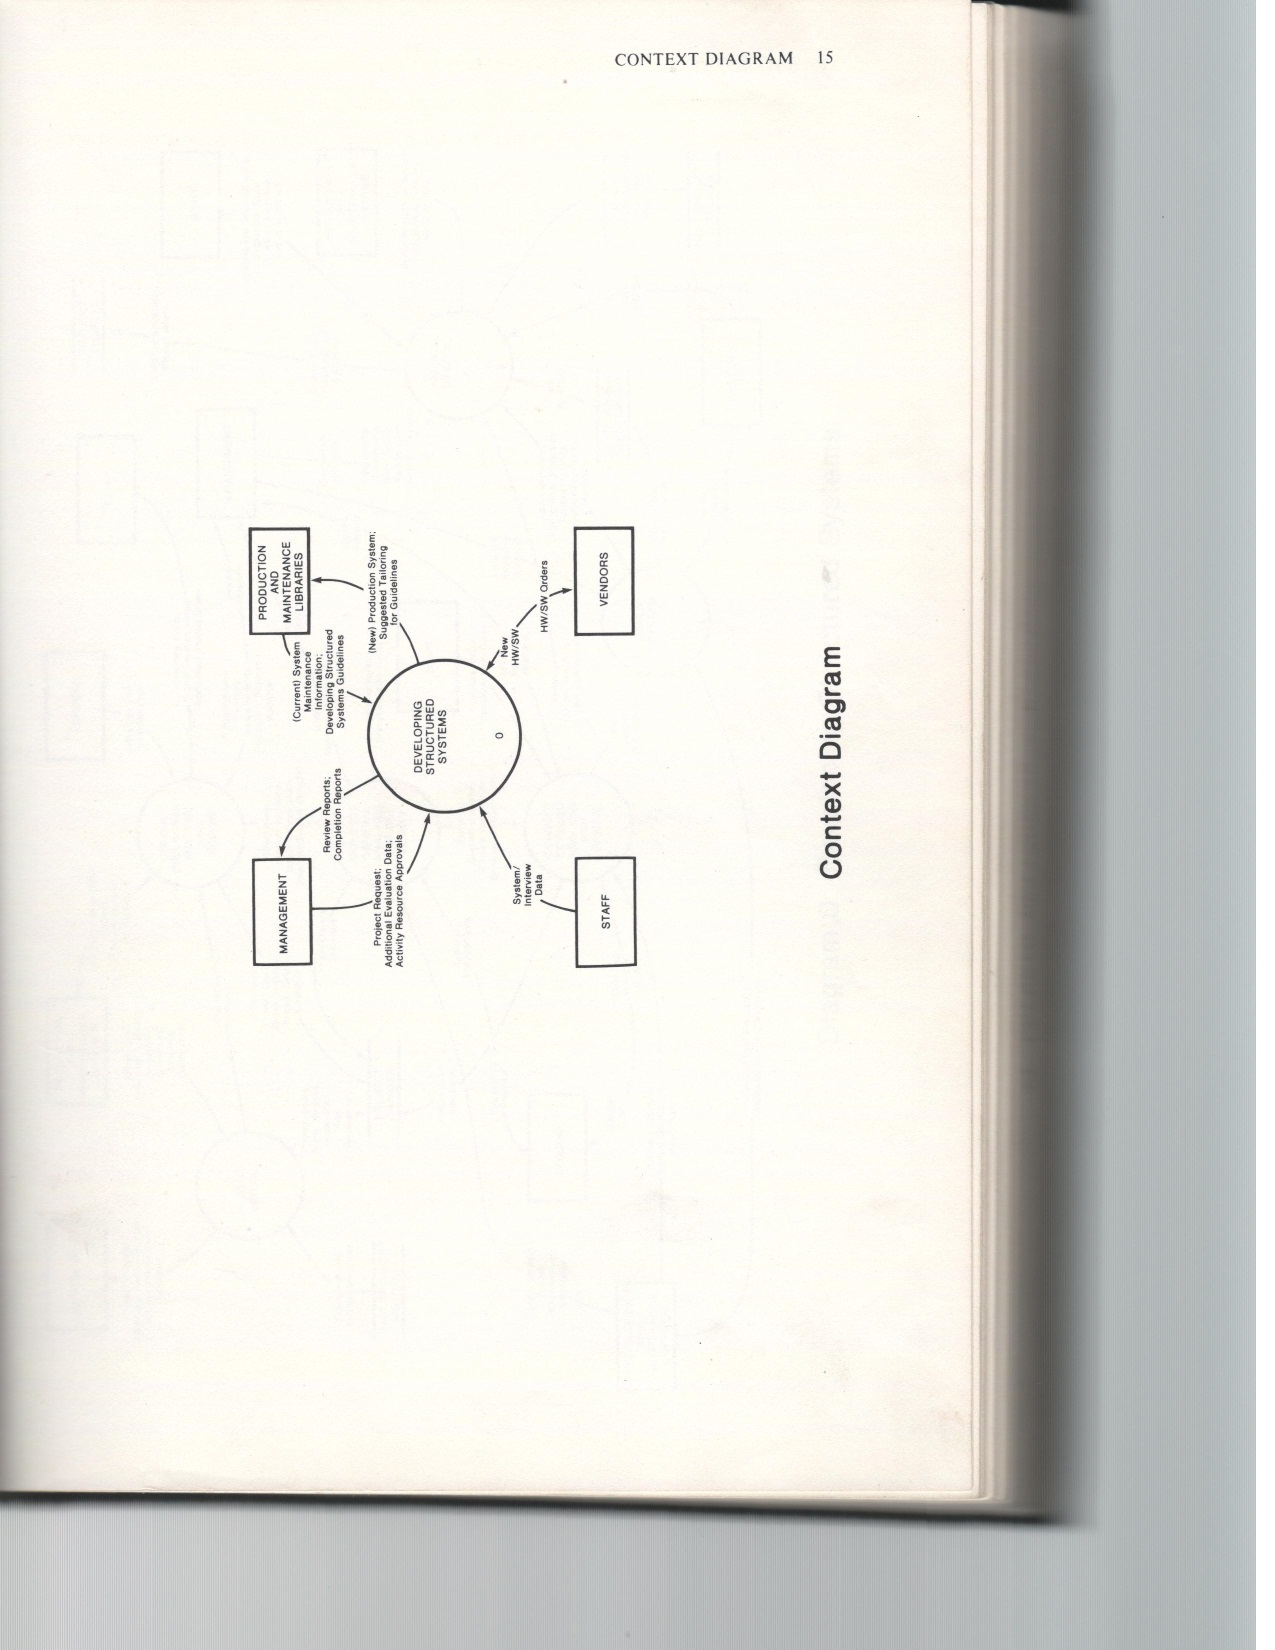 CONTEXT DIAGRAM 15
MANAGEMENT
Review Reports;
Completion Reports
Project Request;
Additional Evaluation Data;
Activity Resource Approvals
PRODUCTION
AND
MAINTENANCE
LIBRARIES
(Current) System
Maintenance
Information;
Developing Structured
Systems Guidelines
(New) Production System;
Suggested Tailoring
for Guidelines
DEVELOPING
STRUCTURED
SYSTEMS
0
System/
Interview
Data
STAFF
New
HW/SW
HW/SW Orders
VENDORS
Context Diagram